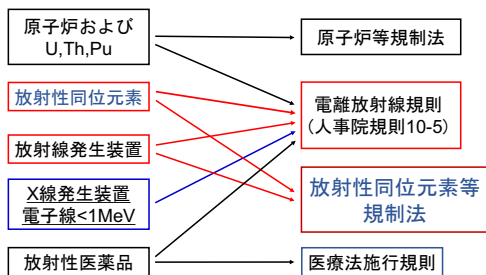 原子炉および
U,Th,Pu
放射性同位元素
放射線発生装置
X線発生装置
電子線<1MeV
放射性医薬品
原子炉等規制法
電離放射線規則
(人事院規則10-5)
放射性同位元素等
規制法
医療法施行規則